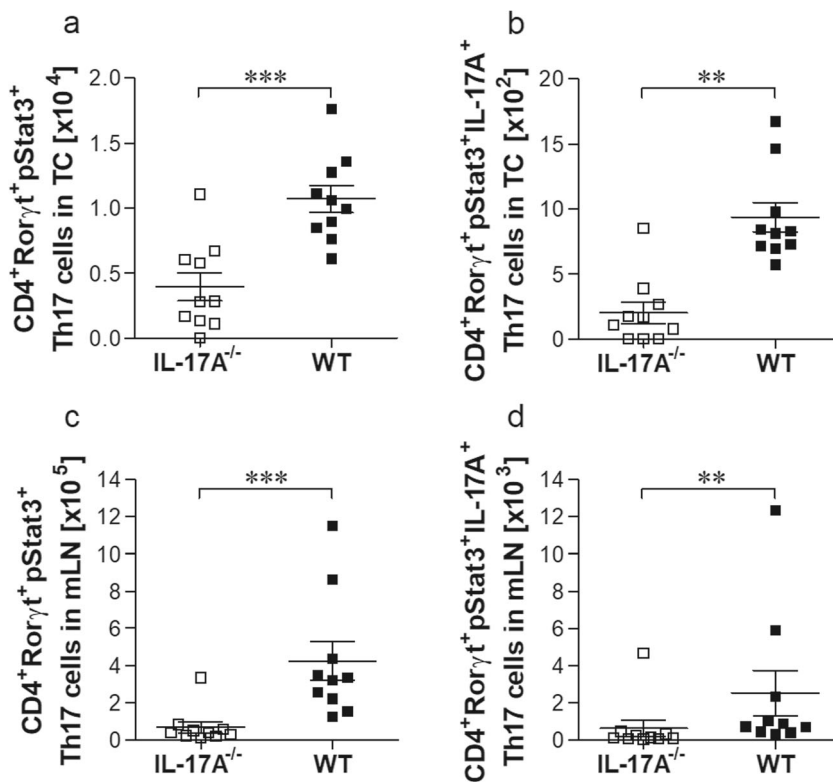 a
CD4⁺Rorγt⁺pStat3⁺
Th17 cells in TC [x10⁴]
2.0
1.5
1.0
0.5
0.0
***
IL-17A⁻/⁻ WT
b
CD4⁺Rorγt⁺pStat3⁺IL-17A⁺
Th17 cells in TC [x10²]
20
15
10
5
0
**
IL-17A⁻/⁻ WT
c
CD4⁺Rorγt⁺pStat3⁺
Th17 cells in mLN [x10⁵]
14
12
10
8
6
4
2
0
***
IL-17A⁻/⁻ WT
d
CD4⁺Rorγt⁺pStat3⁺IL-17A⁺
Th17 cells in mLN [x10³]
14
12
10
8
6
4
2
0
**
IL-17A⁻/⁻ WT